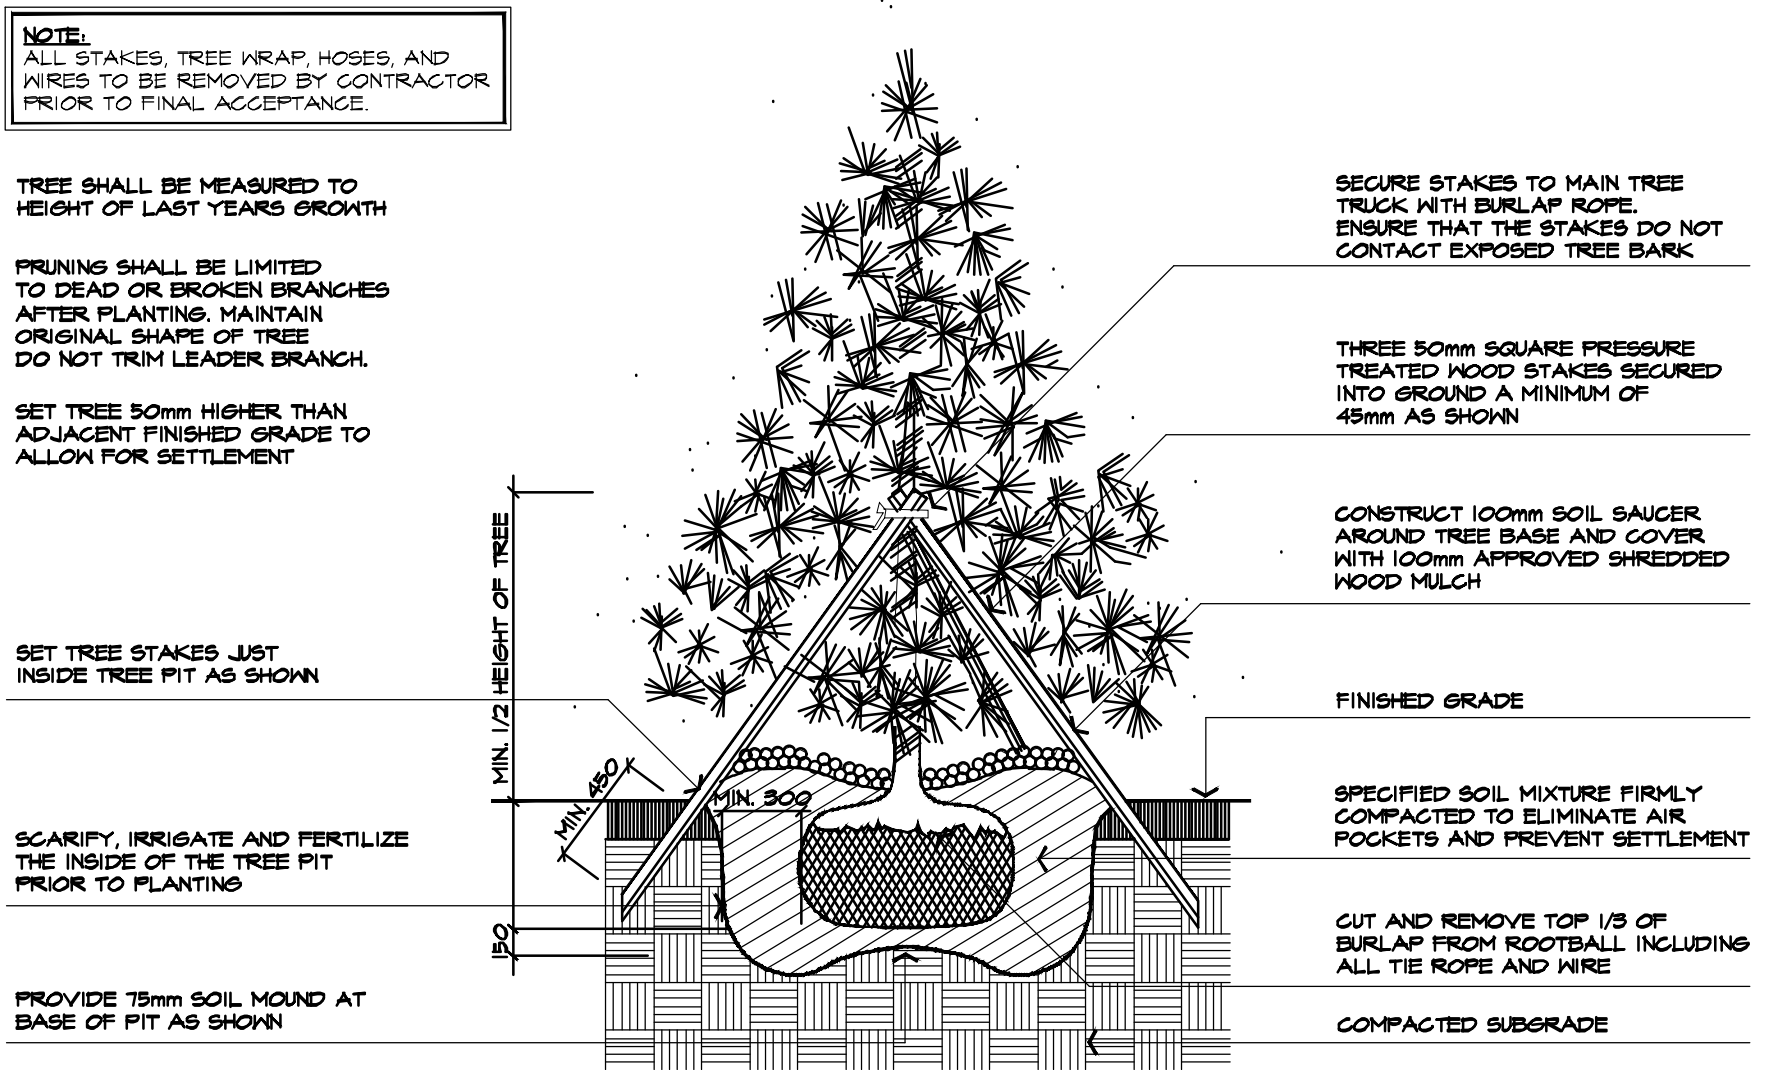 NOTE:
ALL STAKES, TREE WRAP, HOSES, AND
WIRES TO BE REMOVED BY CONTRACTOR
PRIOR TO FINAL ACCEPTANCE.
TREE SHALL BE MEASURED TO
HEIGHT OF LAST YEARS GROWTH
PRUNING SHALL BE LIMITED
TO DEAD OR BROKEN BRANCHES
AFTER PLANTING. MAINTAIN
ORIGINAL SHAPE OF TREE
DO NOT TRIM LEADER BRANCH.
SET TREE 50mm HIGHER THAN
ADJACENT FINISHED GRADE TO
ALLOW FOR SETTLEMENT
SET TREE STAKES JUST
INSIDE TREE PIT AS SHOWN
SCARIFY, IRRIGATE AND FERTILIZE
THE INSIDE OF THE TREE PIT
PRIOR TO PLANTING
PROVIDE 75mm SOIL MOUND AT
BASE OF PIT AS SHOWN
MIN. 1/2 HEIGHT OF TREE
150
MIN. 450
MIN. 300
SECURE STAKES TO MAIN TREE
TRUCK WITH BURLAP ROPE.
ENSURE THAT THE STAKES DO NOT
CONTACT EXPOSED TREE BARK
THREE 50mm SQUARE PRESSURE
TREATED WOOD STAKES SECURED
INTO GROUND A MINIMUM OF
45mm AS SHOWN
CONSTRUCT 100mm SOIL SAUCER
AROUND TREE BASE AND COVER
WITH 100mm APPROVED SHREDDED
WOOD MULCH
FINISHED GRADE
SPECIFIED SOIL MIXTURE FIRMLY
COMPACTED TO ELIMINATE AIR
POCKETS AND PREVENT SETTLEMENT
CUT AND REMOVE TOP 1/3 OF
BURLAP FROM ROOTBALL INCLUDING
ALL TIE ROPE AND WIRE
COMPACTED SUBGRADE